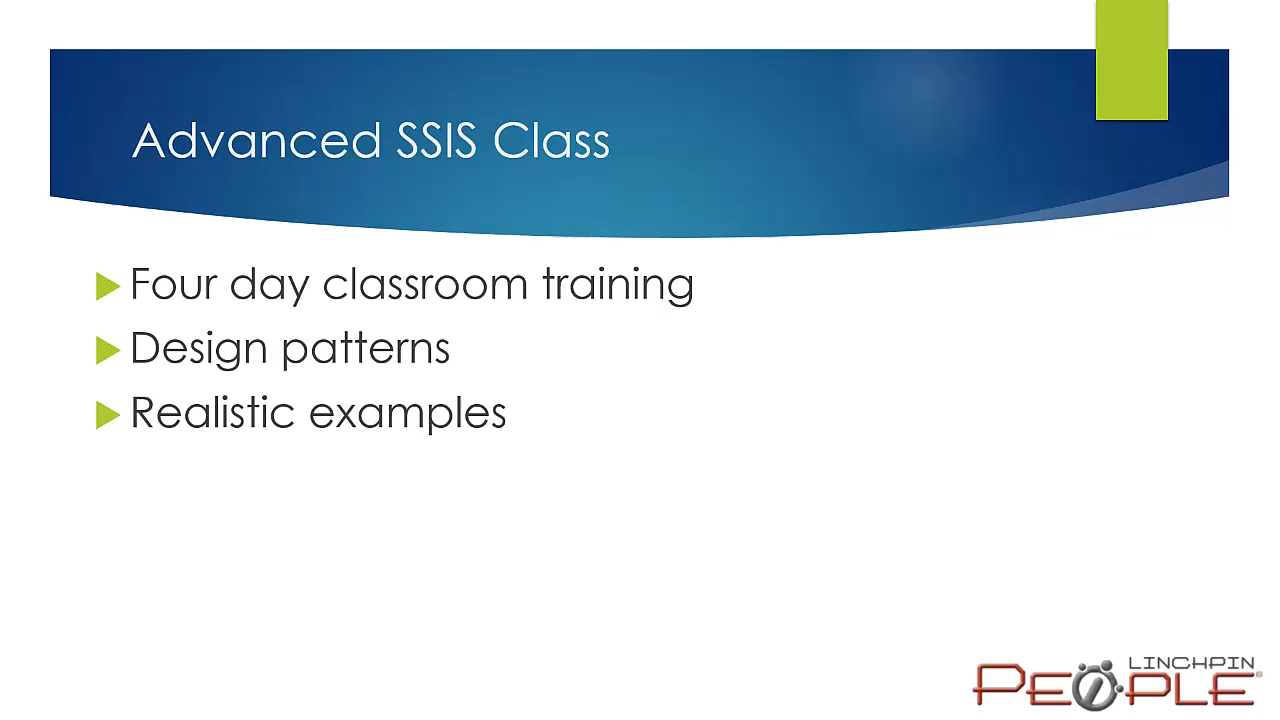 Advanced SSIS Class
Four day classroom training
Design patterns
Realistic examples
LINCHPIN
PEOPLE®